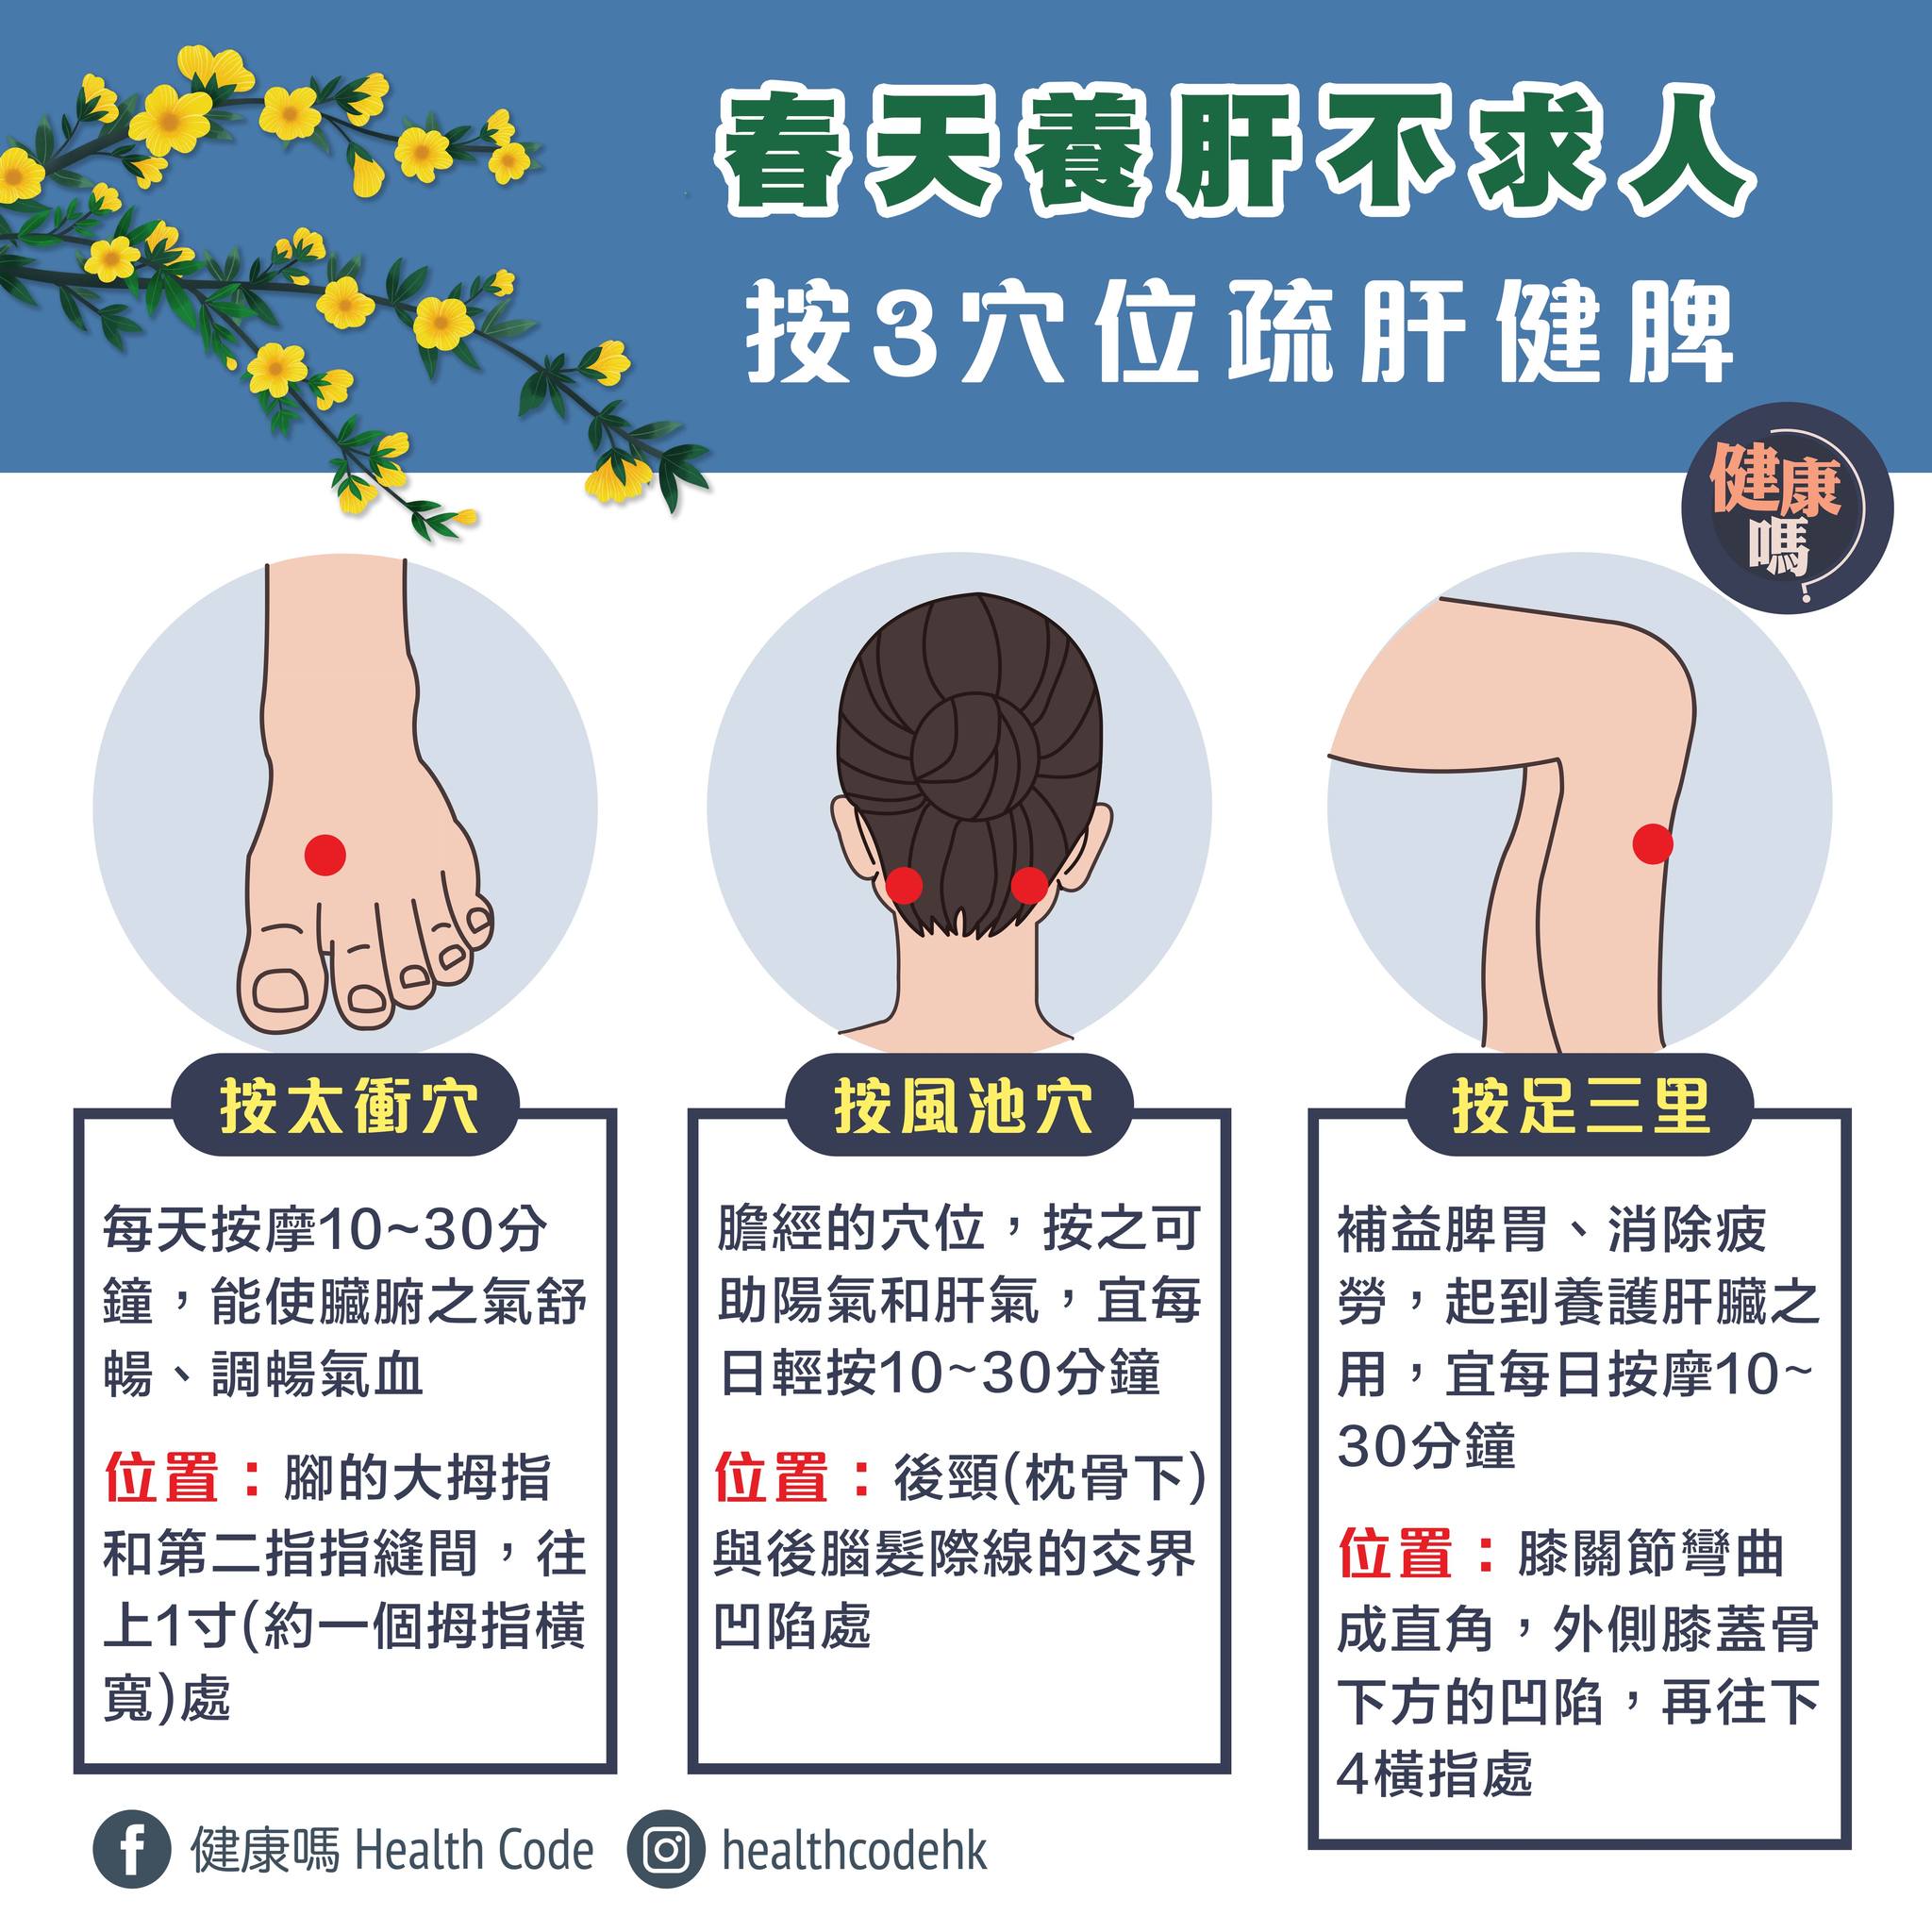 春天養肝不求人
按3穴位疏肝健脾
健康
嗎?
按太衝穴
每天按摩10~30分
鐘，能使臟腑之氣舒
暢、調暢氣血
位置：腳的大拇指
和第二指指縫間，往
上1寸(約一個拇指橫
寬)處
按風池穴
膽經的穴位，按之可
助陽氣和肝氣，宜每
日輕按10~30分鐘
位置：後頸(枕骨下)
與後腦髮際線的交界
凹陷處
按足三里
補益脾胃、消除疲
勞，起到養護肝臟之
用，宜每日按摩10~
30分鐘
位置：膝關節彎曲
成直角，外側膝蓋骨
下方的凹陷，再往下
4橫指處
健康嗎 Health Code
healthcodehk